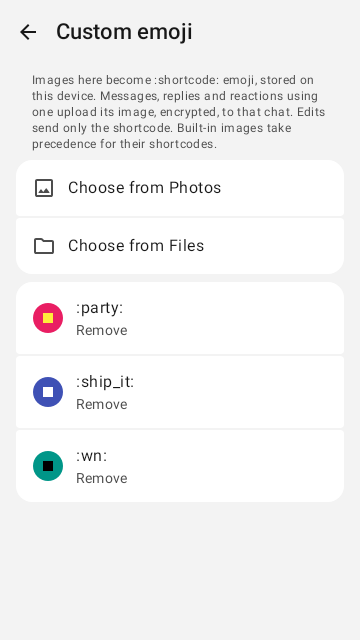 Custom emoji
Images here become :shortcode: emoji, stored on
this device. Messages, replies and reactions using
one upload its image, encrypted, to that chat. Edits
send only the shortcode. Built-in images take
precedence for their shortcodes.
Choose from Photos
Choose from Files
:party:
Remove
:ship_it:
Remove
:wn:
Remove